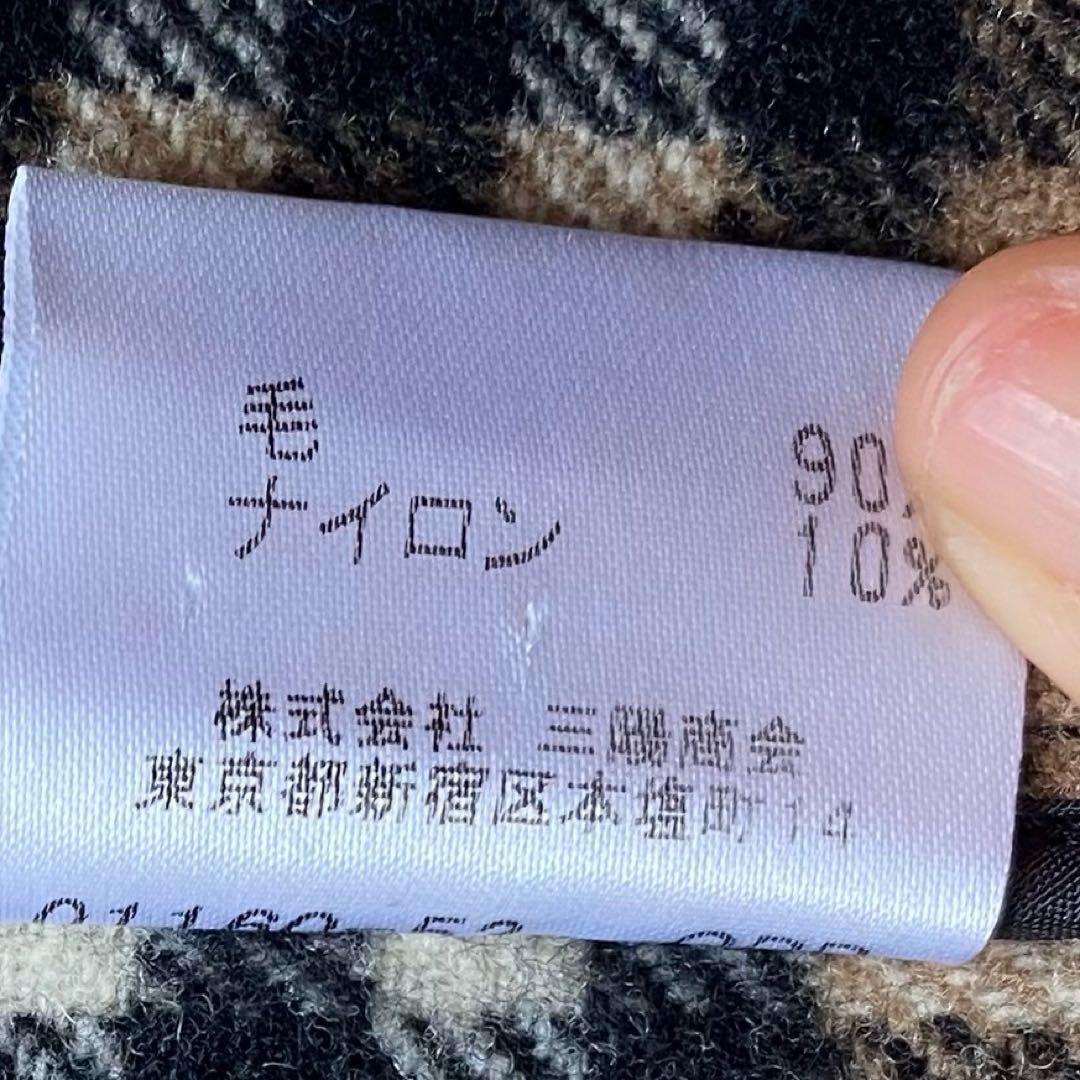 毛 90
ナイロン 10%
株式会社 三陽商会
東京都新宿区本塩町14